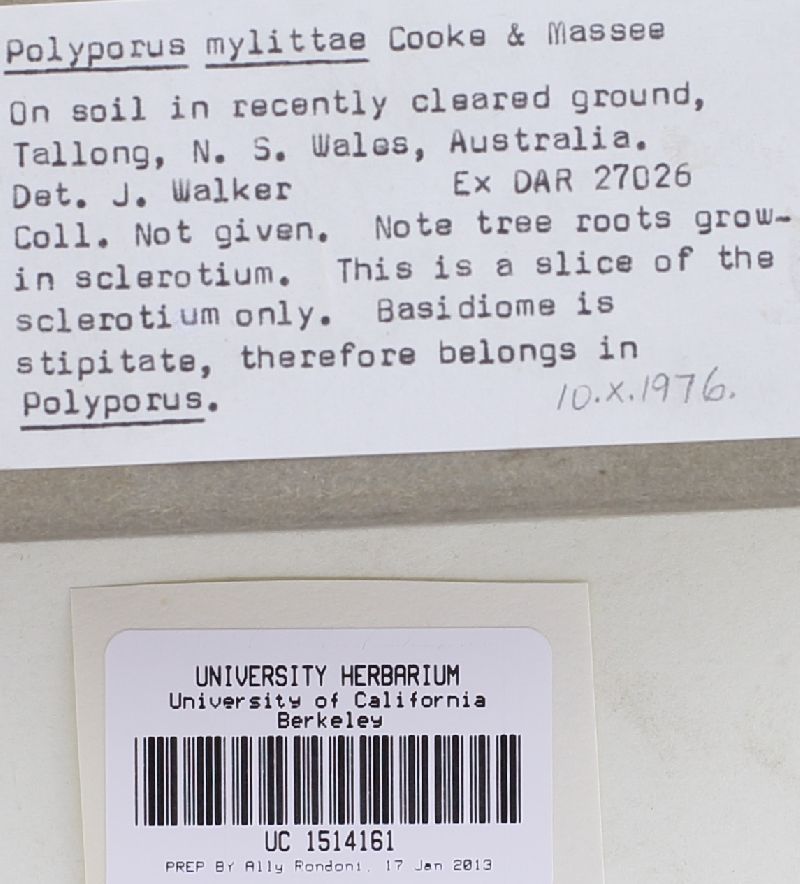 Polyporus mylittae Cooke & Massee
On soil in recently cleared ground,
Tallong, N. S. Wales, Australia.
Det. J. Walker Ex DAR 27026
Coll. Not given. Note tree roots grow-
in sclerotium. This is a slice of the
sclerotium only. Basidiome is
stipitate, therefore belongs in
Polyporus.
10.X.1976.
UNIVERSITY HERBARIUM
University of California
Berkeley
UC 1514161
PREP BY Ally Rondoni, 17 Jan 2013